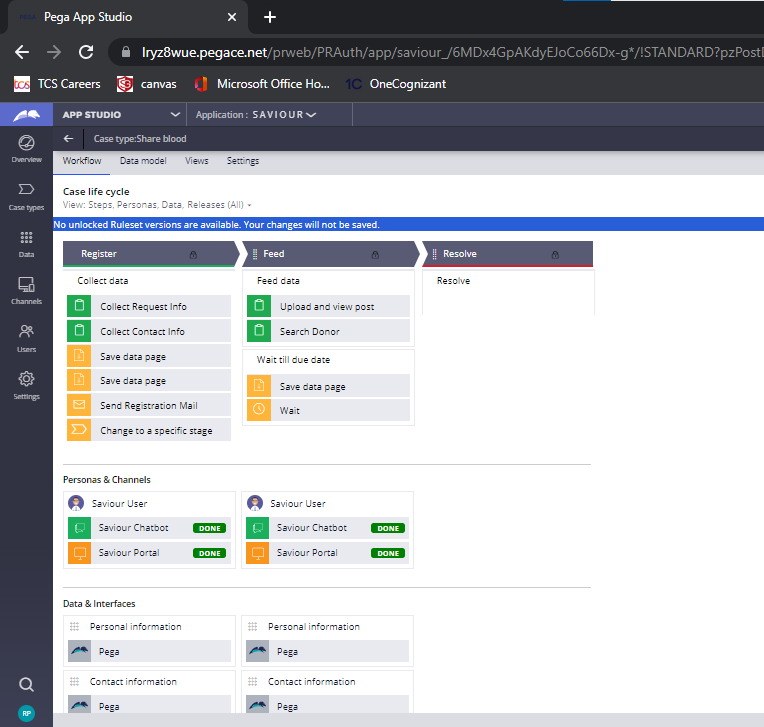 Pega App Studio
lryz8wue.pegace.net/prweb/PRAuth/app/saviour_/6MDx4GpAKdyEJoCo66Dx-g*/!STANDARD?pzPostD
TCS Careers canvas Microsoft Office Ho... 1C OneCognizant
APP STUDIO Application : SAVIOUR
Overview
Case types
Data
Channels
Users
Settings
RP
Case type:Share blood
Workflow Data model Views Settings
Case life cycle
View: Steps, Personas, Data, Releases (All)
No unlocked Ruleset versions are available. Your changes will not be saved.
Register Feed Resolve
Collect data Feed data Resolve
Collect Request Info Upload and view post
Collect Contact Info Search Donor
Save data page Wait till due date
Save data page Save data page
Send Registration Mail Wait
Change to a specific stage
Personas & Channels
Saviour User Saviour User
Saviour Chatbot DONE Saviour Chatbot DONE
Saviour Portal DONE Saviour Portal DONE
Data & Interfaces
Personal information Personal information
Pega Pega
Contact information Contact information
Pega Pega